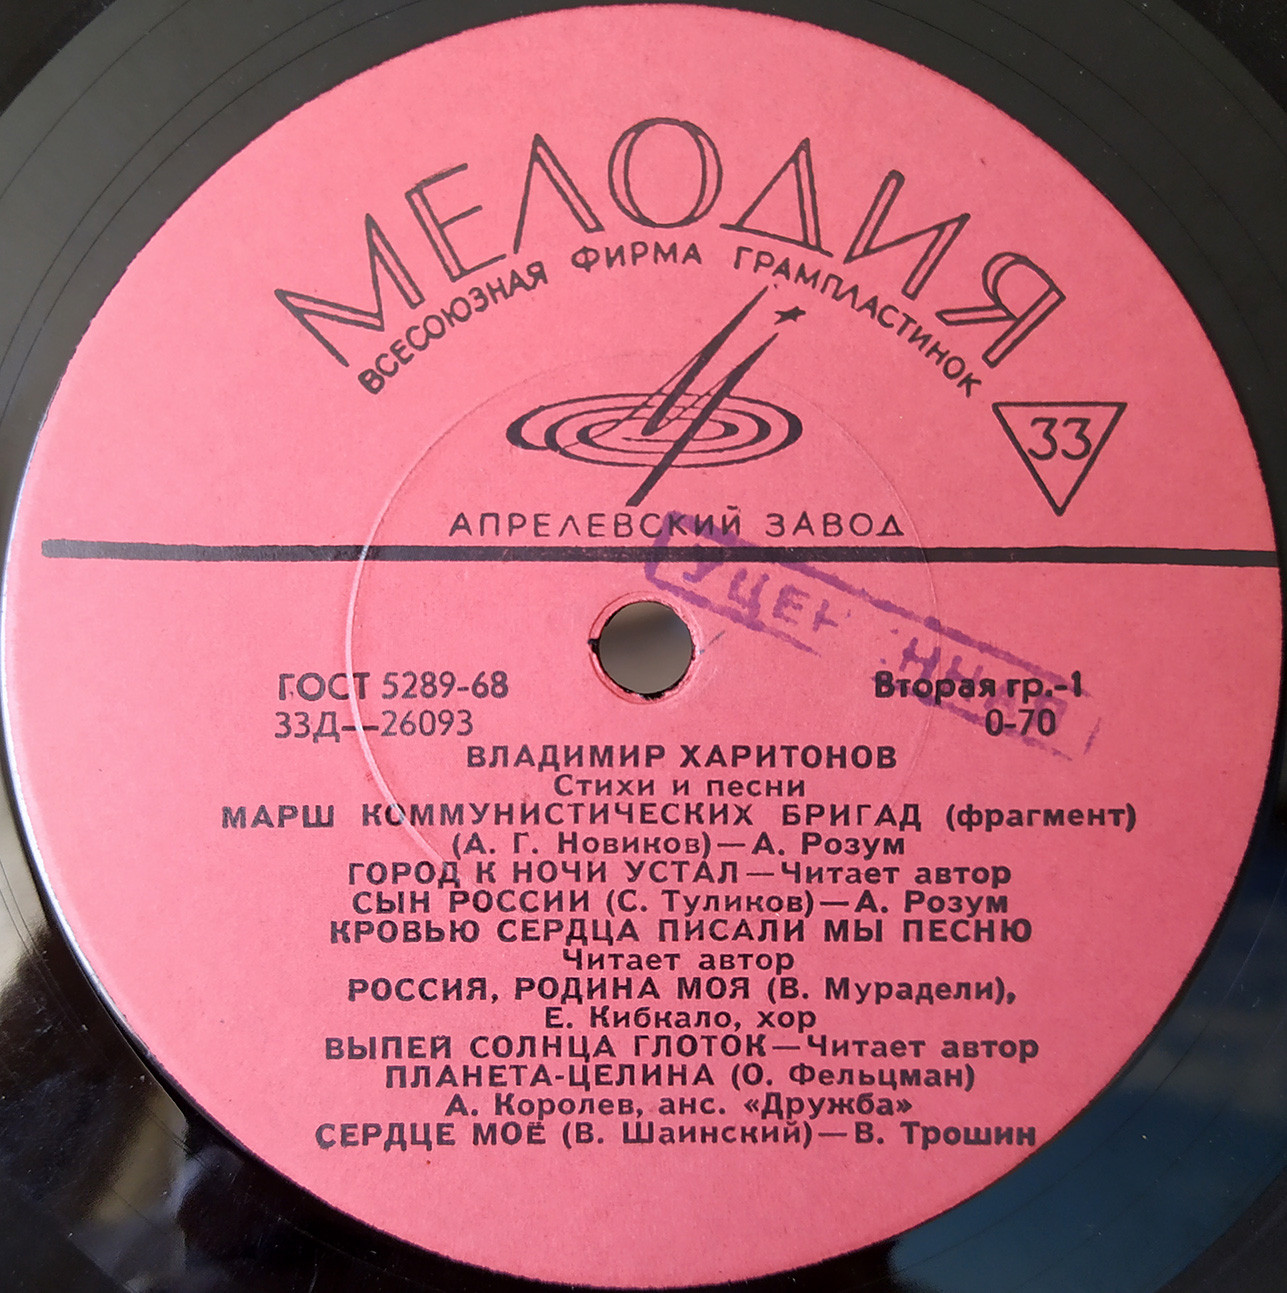 МЕЛОДИЯ
ВСЕСОЮЗНАЯ ФИРМА ГРАМПЛАСТИНОК
33
АПРЕЛЕВСКИЙ ЗАВОД
ГОСТ 5289-68
Вторая гр.-1
33Д—26093
0-70
ВЛАДИМИР ХАРИТОНОВ
Стихи и песни
МАРШ КОММУНИСТИЧЕСКИХ БРИГАД (фрагмент)
(А. Г. Новиков)—А. Розум
ГОРОД К НОЧИ УСТАЛ—Читает автор
СЫН РОССИИ (С. Туликов)—А. Розум
КРОВЬЮ СЕРДЦА ПИСАЛИ МЫ ПЕСНЮ
Читает автор
РОССИЯ, РОДИНА МОЯ (В. Мурадели),
Е. Кибкало, хор
ВЫПЕЙ СОЛНЦА ГЛОТОК—Читает автор
ПЛАНЕТА-ЦЕЛИНА (О. Фельцман)
А. Королев, анс. «Дружба»
СЕРДЦЕ МОЁ (В. Шаинский)—В. Трошин